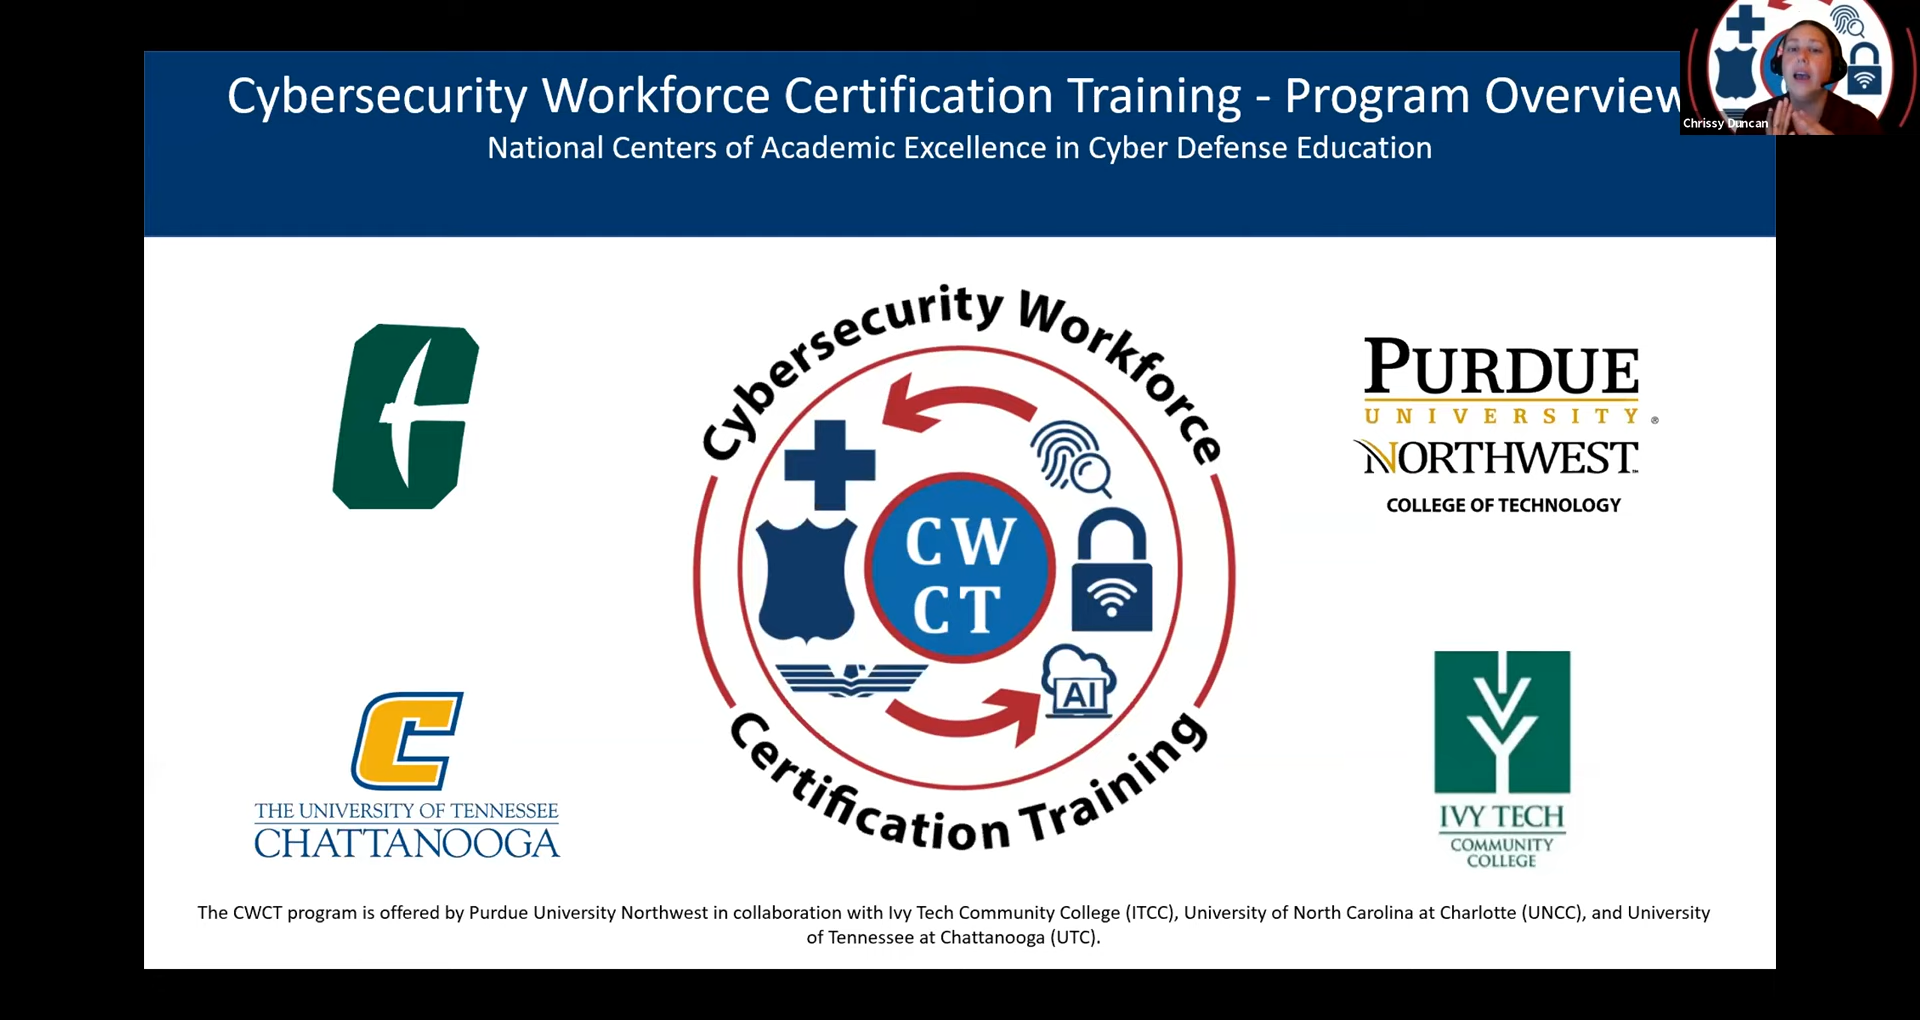 Cybersecurity Workforce Certification Training - Program Overview
National Centers of Academic Excellence in Cyber Defense Education
Chrissy Duncan
Cybersecurity Workforce
CW
CT
AI
Certification Training
PURDUE
UNIVERSITY®
NORTHWEST™
COLLEGE OF TECHNOLOGY
THE UNIVERSITY OF TENNESSEE
CHATTANOOGA
IVY TECH
COMMUNITY
COLLEGE
The CWCT program is offered by Purdue University Northwest in collaboration with Ivy Tech Community College (ITCC), University of North Carolina at Charlotte (UNCC), and University
of Tennessee at Chattanooga (UTC).